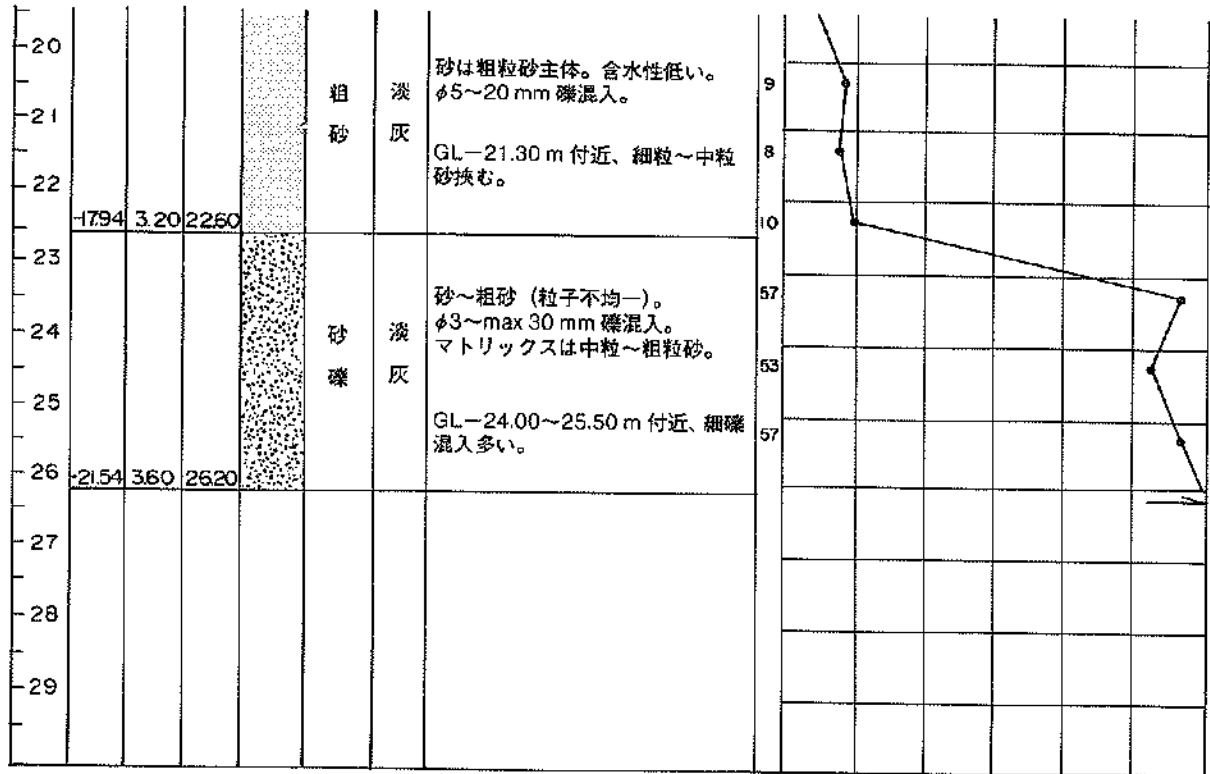 20
21
22
23
24
25
26
27
28
29
-17.94 3.20 22.60
-21.54 3.60 26.20
粗砂
淡灰
砂は粗粒砂主体。含水性低い。
φ5〜20 mm 礫混入。
GL−21.30 m 付近、細粒〜中粒
砂挟む。
砂礫
淡灰
砂〜粗砂（粒子不均一）。
φ3〜max 30 mm 礫混入。
マトリックスは中粒〜粗粒砂。
GL−24.00〜25.50 m 付近、細礫
混入多い。
9
8
10
57
53
57